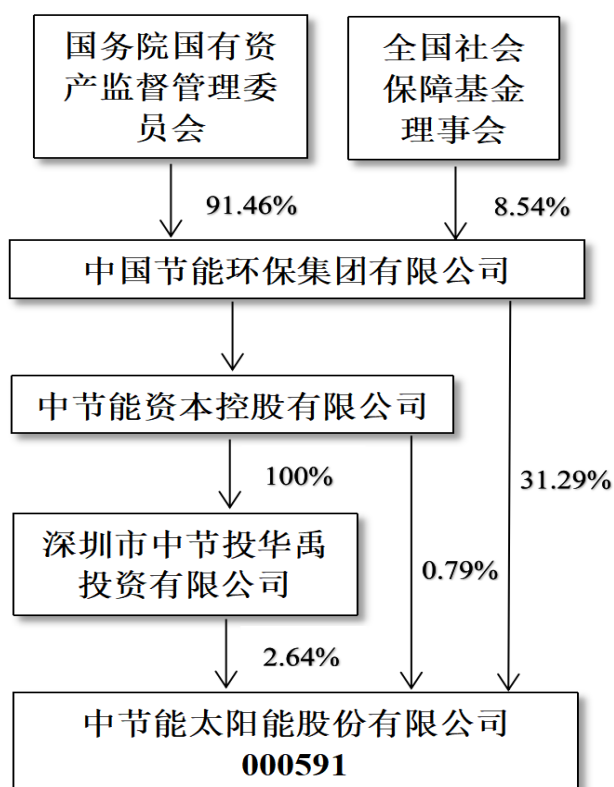 国务院国有资
产监督管理委
员会
全国社会
保障基金
理事会
91.46%
8.54%
中国节能环保集团有限公司
中节能资本控股有限公司
100%
31.29%
深圳市中节投华禹
投资有限公司
0.79%
2.64%
中节能太阳能股份有限公司
000591